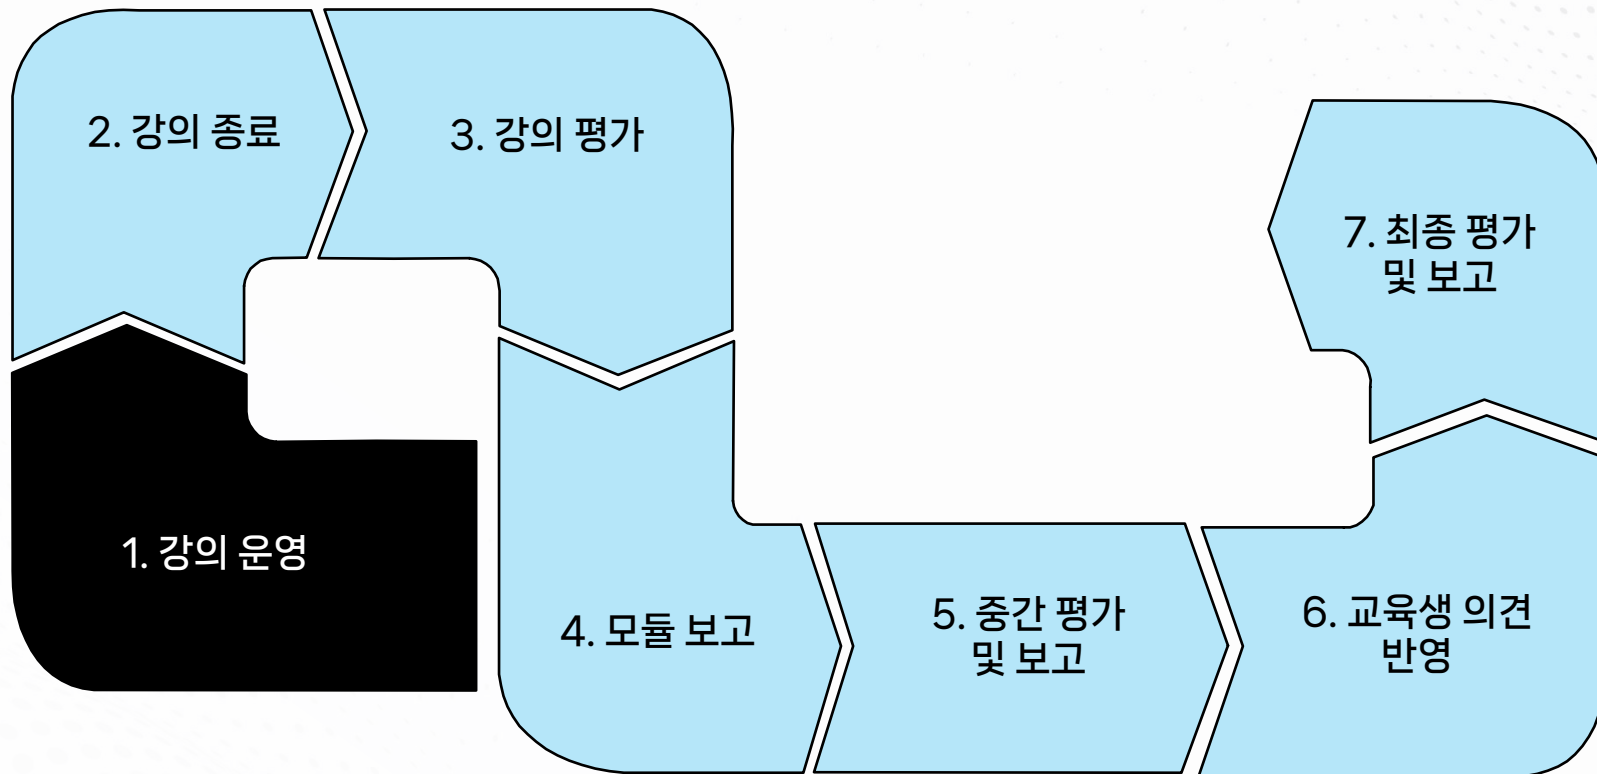 1. 강의 운영
2. 강의 종료
3. 강의 평가
4. 모듈 보고
5. 중간 평가
및 보고
6. 교육생 의견
반영
7. 최종 평가
및 보고